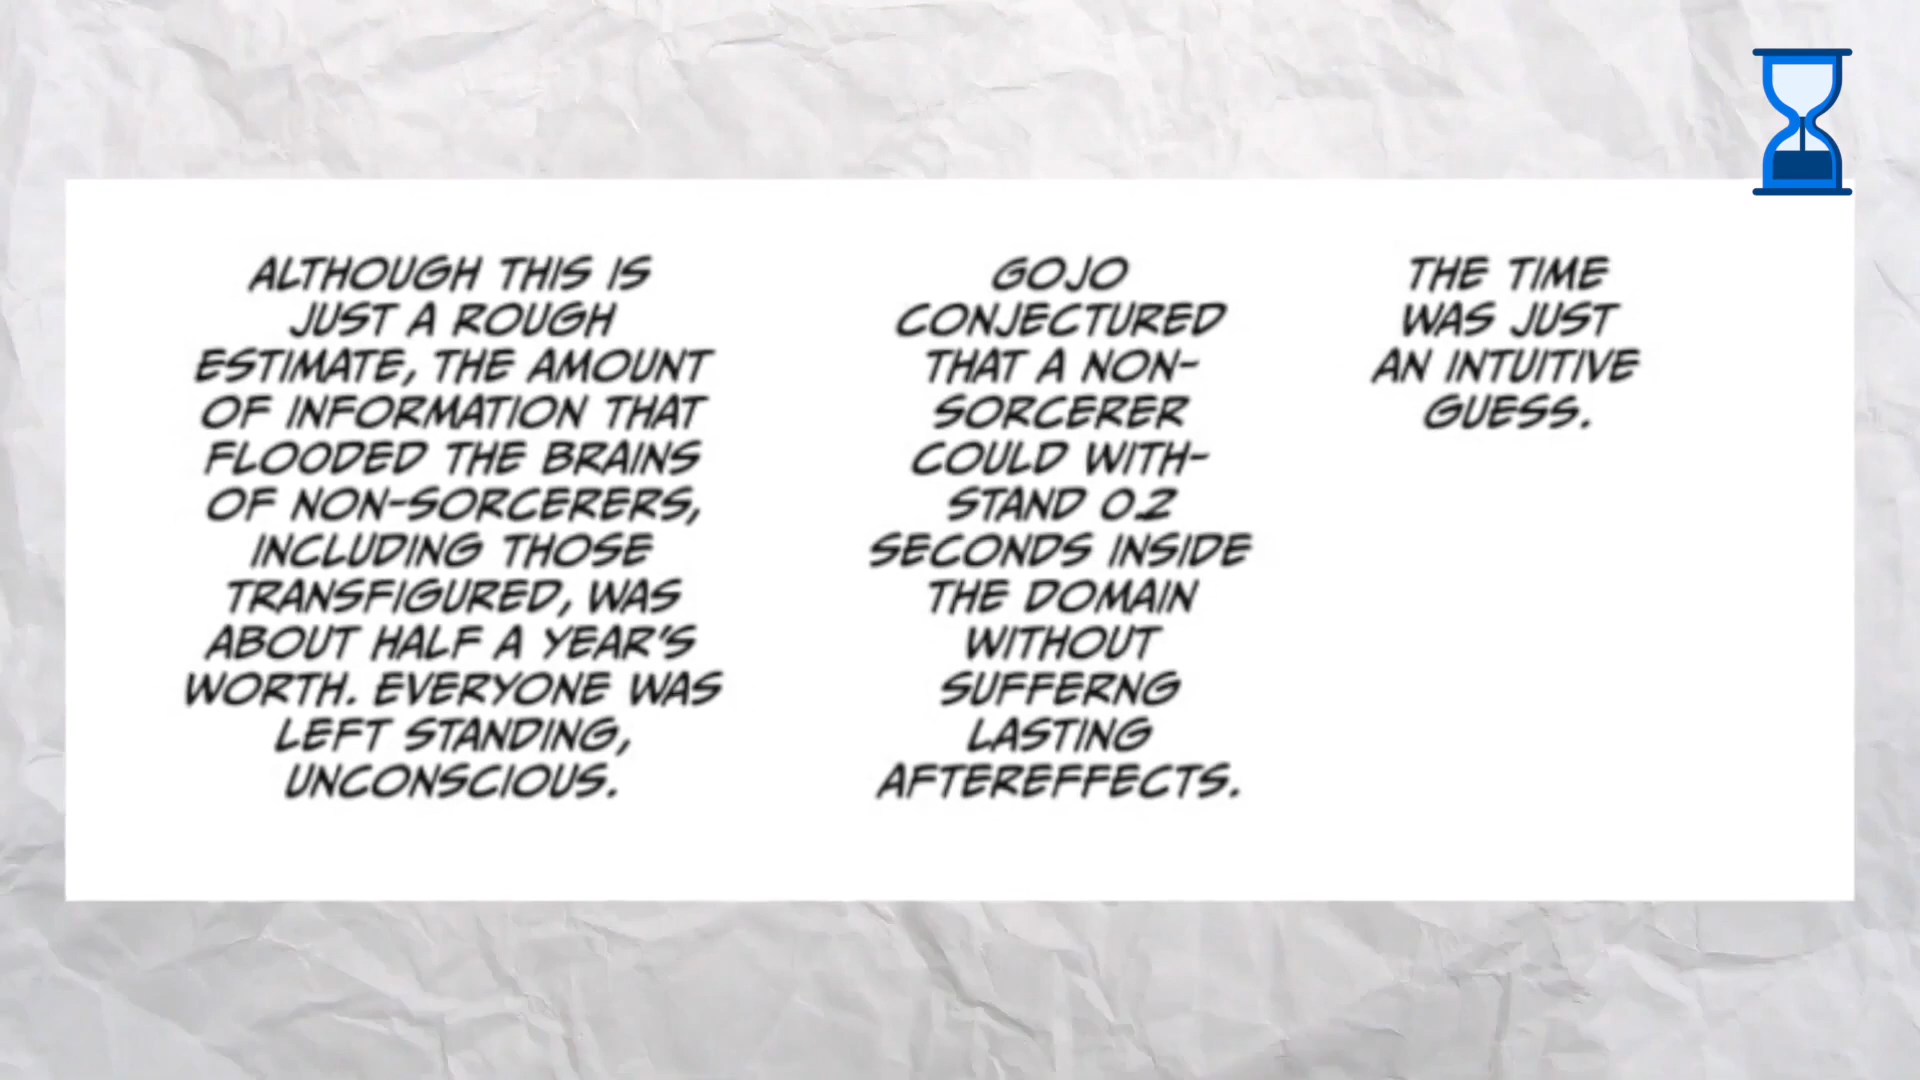 THE TIME
WAS JUST
AN INTUITIVE
GUESS.
GOJO
CONJECTURED
THAT A NON-
SORCERER
COULD WITH-
STAND 0.2
SECONDS INSIDE
THE DOMAIN
WITHOUT
SUFFERNG
LASTING
AFTEREFFECTS.
ALTHOUGH THIS IS
JUST A ROUGH
ESTIMATE, THE AMOUNT
OF INFORMATION THAT
FLOODED THE BRAINS
OF NON-SORCERERS,
INCLUDING THOSE
TRANSFIGURED, WAS
ABOUT HALF A YEAR'S
WORTH. EVERYONE WAS
LEFT STANDING,
UNCONSCIOUS.